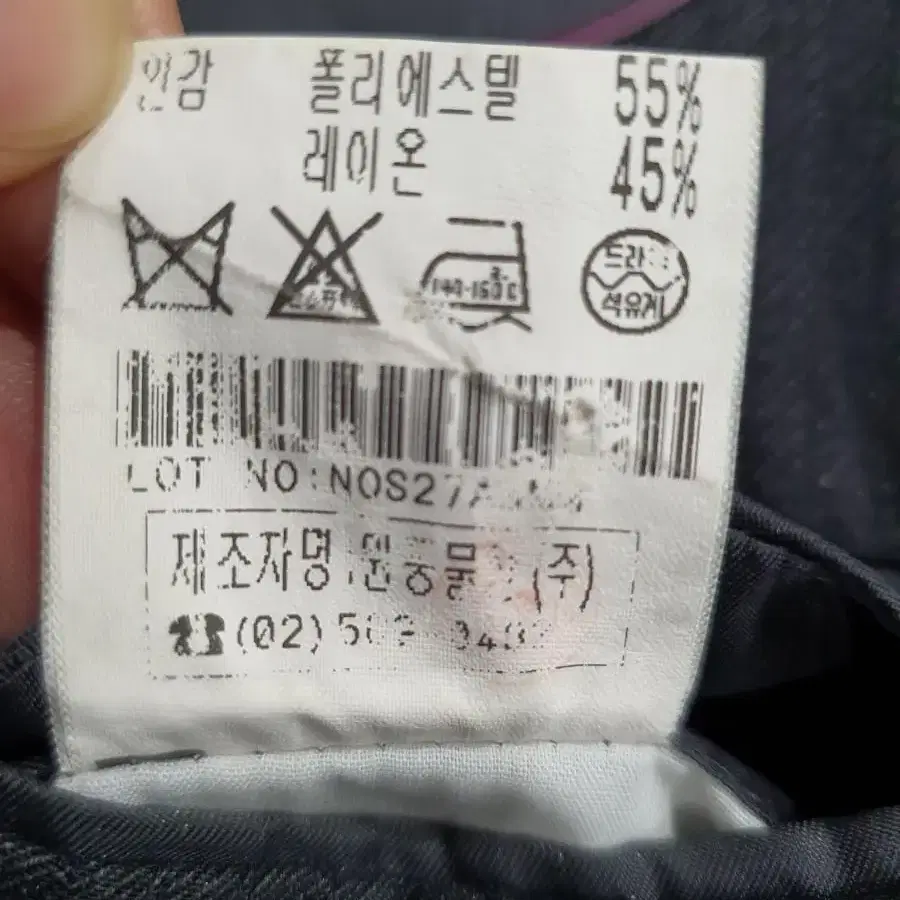 안감 폴리에스텔 55%
레이온 45%
140-160℃
드라이
석유계
LOT NO:NOS27
제조자명 (주)
(02)